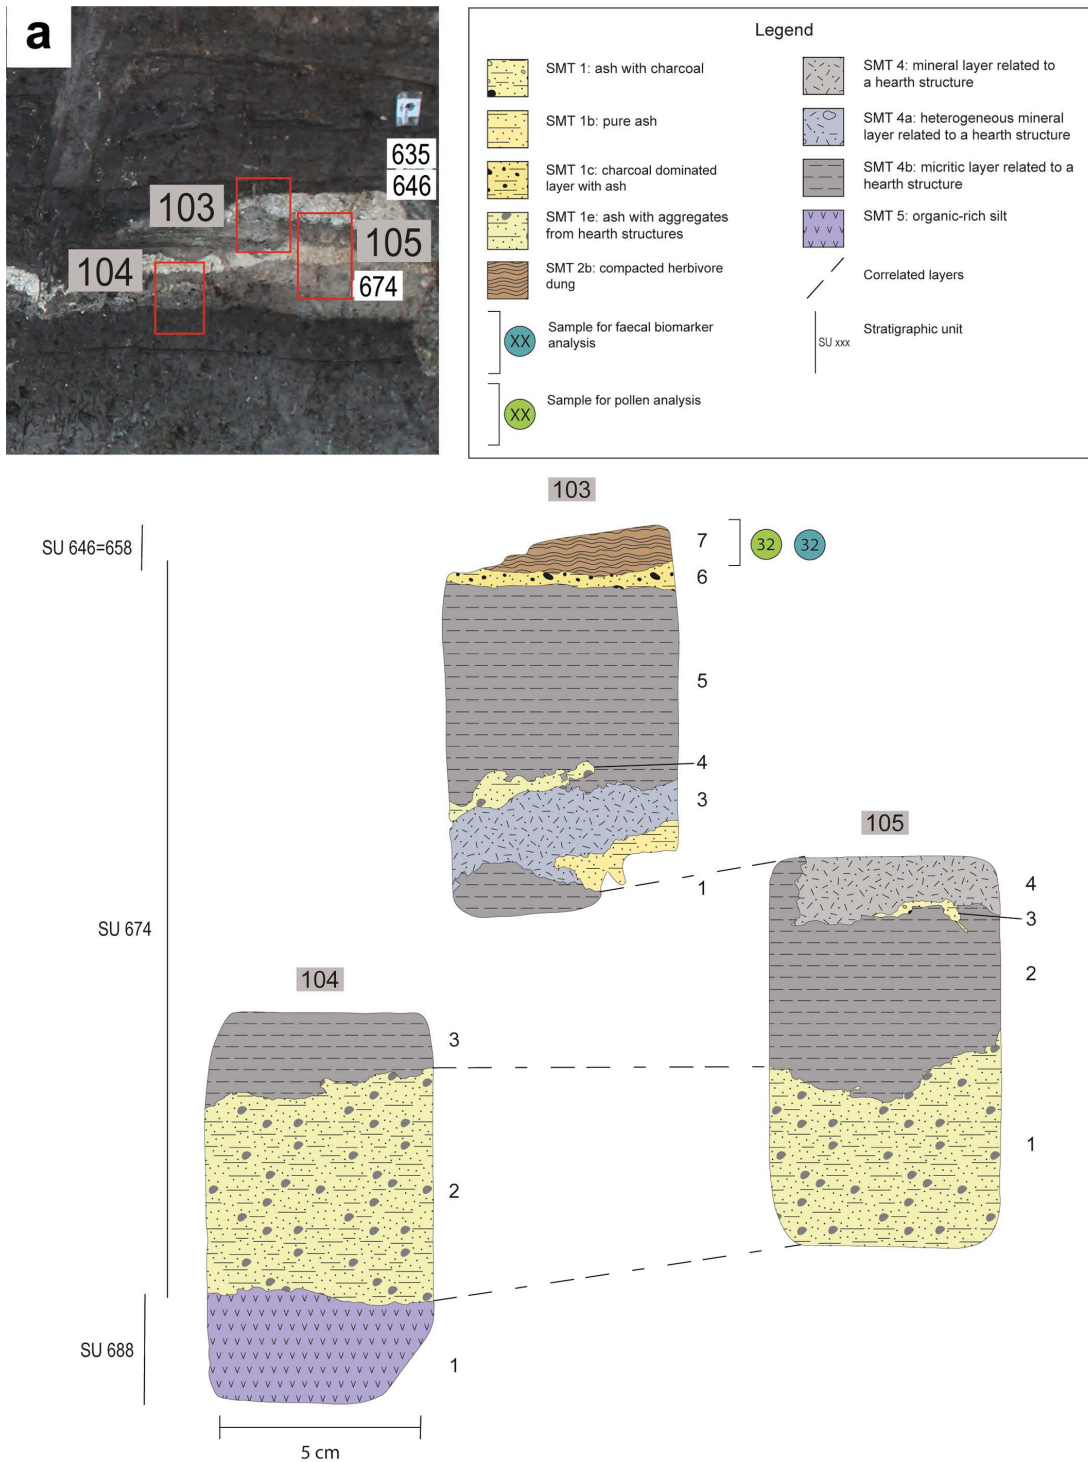 a
635
646
103
105
104
674
Legend
SMT 1: ash with charcoal
SMT 1b: pure ash
SMT 1c: charcoal dominated
layer with ash
SMT 1e: ash with aggregates
from hearth structures
SMT 2b: compacted herbivore
dung
XX
Sample for faecal biomarker
analysis
XX
Sample for pollen analysis
SMT 4: mineral layer related to
a hearth structure
SMT 4a: heterogeneous mineral
layer related to a hearth structure
SMT 4b: micritic layer related to a
hearth structure
SMT 5: organic-rich silt
Correlated layers
SU xxx
Stratigraphic unit
103
SU 646=658
7
32
32
6
5
4
3
1
105
4
3
2
1
SU 674
104
3
2
1
SU 688
5 cm